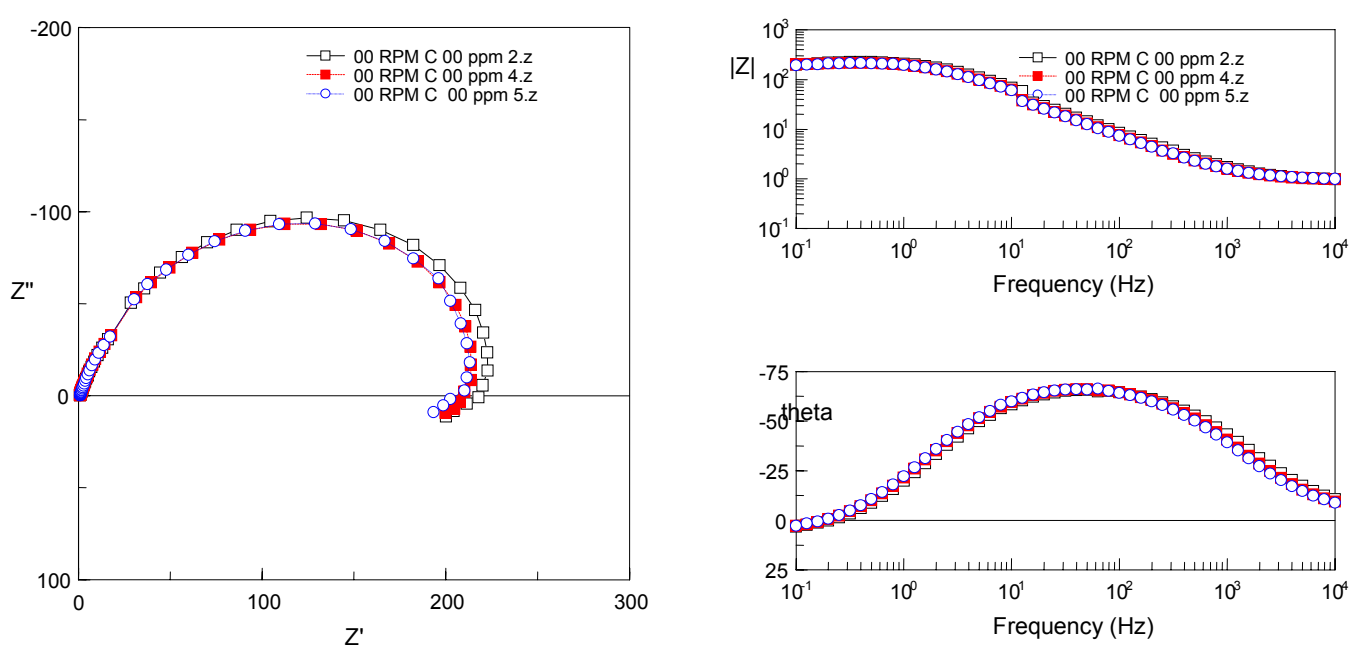 -200
-100
0
100
0
100
200
300
Z'
Z''
00 RPM C 00 ppm 2.z
00 RPM C 00 ppm 4.z
00 RPM C  00 ppm 5.z
10³
10²
10¹
10⁰
10⁻¹
|Z|
00 RPM C 00 ppm 2.z
00 RPM C 00 ppm 4.z
00 RPM C  00 ppm 5.z
10⁻¹
10⁰
10¹
10²
10³
10⁴
Frequency (Hz)
-75
-50
-25
0
25
theta
10⁻¹
10⁰
10¹
10²
10³
10⁴
Frequency (Hz)